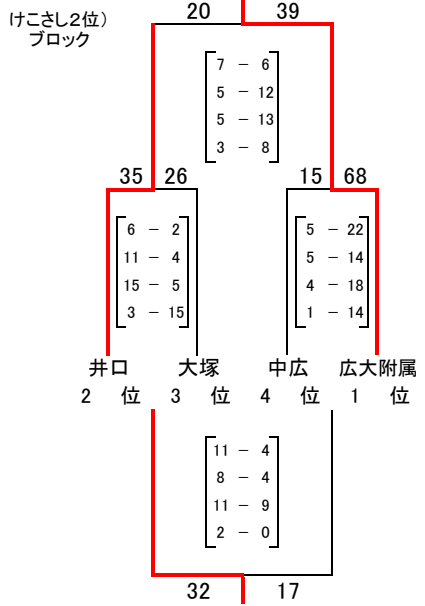 けこさし２位）
ブロック
20 39
7 － 6
5 － 12
5 － 13
3 － 8
35 26 15 68
6 － 2 5 － 22
11 － 4 5 － 14
15 － 5 4 － 18
3 － 15 1 － 14
井口 大塚 中広 広大附属
2 位 3 位 4 位 1 位
11 － 4
8 － 4
11 － 9
2 － 0
32 17